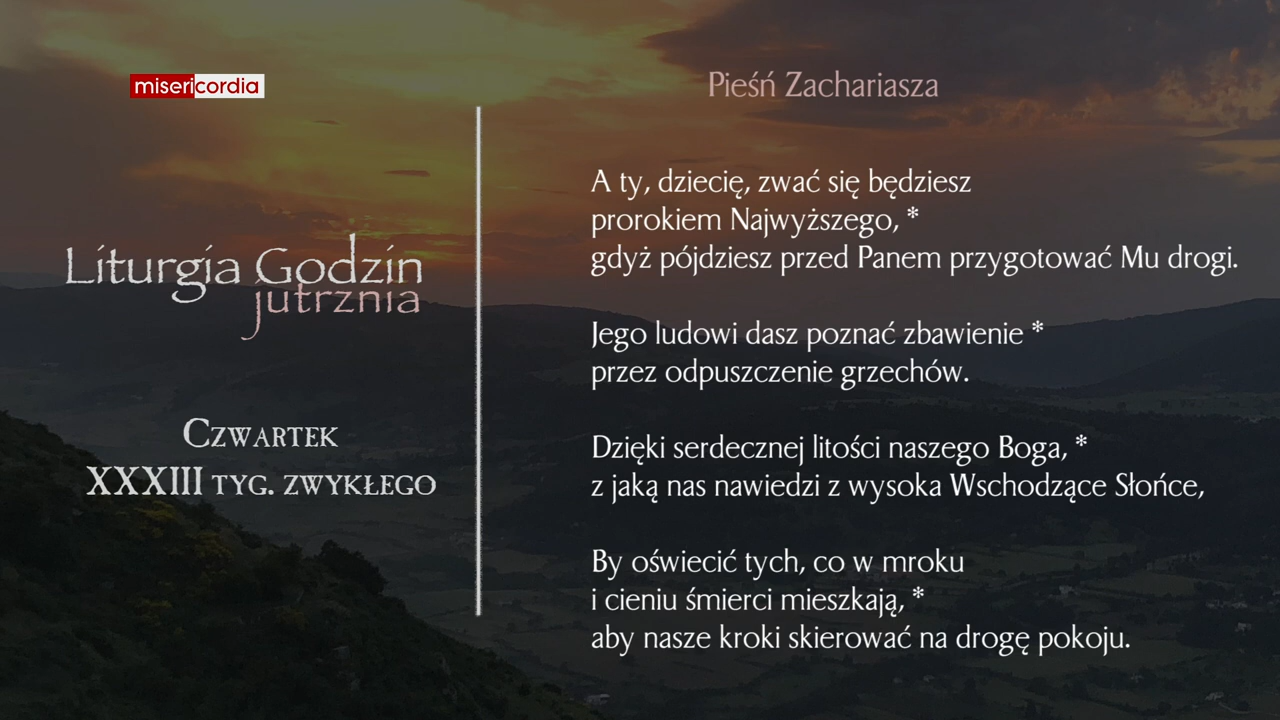 misericordia
Liturgia Godzin
jutrznia
Czwartek
XXXIII tyg. zwykłego
Pieśń Zachariasza
A ty, dziecię, zwać się będziesz
prorokiem Najwyższego, *
gdyż pójdziesz przed Panem przygotować Mu drogi.
Jego ludowi dasz poznać zbawienie *
przez odpuszczenie grzechów.
Dzięki serdecznej litości naszego Boga, *
z jaką nas nawiedzi z wysoka Wschodzące Słońce,
By oświecić tych, co w mroku
i cieniu śmierci mieszkają, *
aby nasze kroki skierować na drogę pokoju.